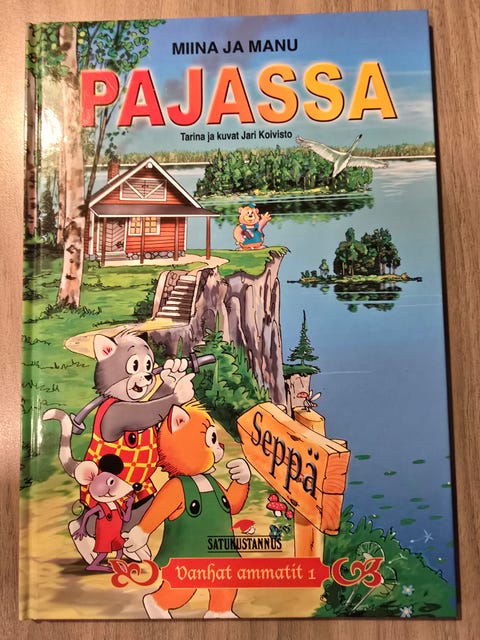 MIINA JA MANU
PAJASSA
Tarina ja kuvat Jari Koivisto
Seppä
SATUKUSTANNUS
Vanhat ammatit 1